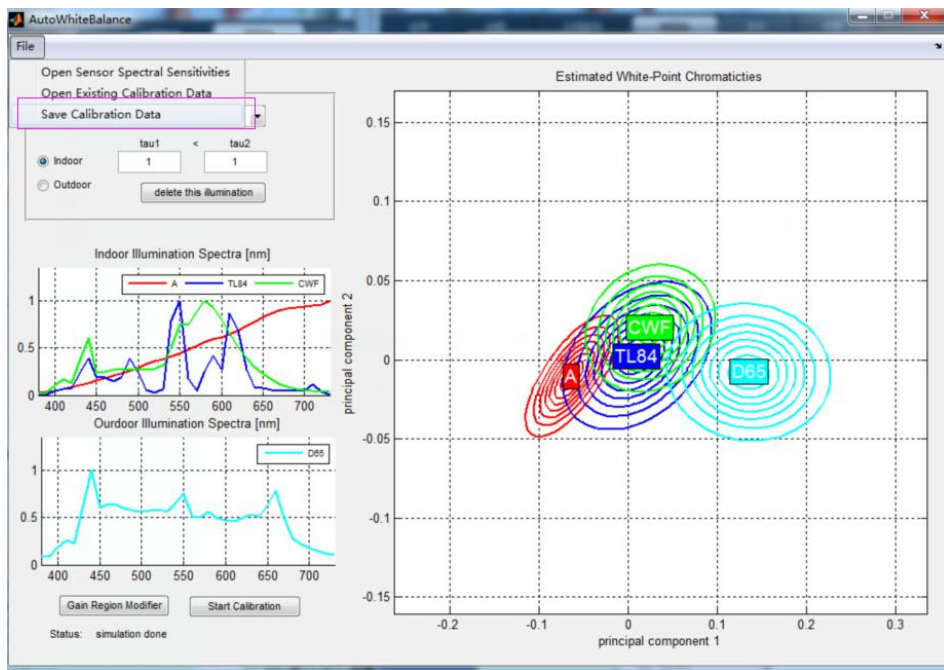 AutoWhiteBalance
File
Open Sensor Spectral Sensitivities
Open Existing Calibration Data
Save Calibration Data
tau1 < tau2
Indoor 1 1
Outdoor
delete this illumination
Indoor Illumination Spectra [nm]
A TL84 CWF
1
0.5
0
400 450 500 550 600 650 700
Ourdoor Illumination Spectra [nm]
D65
1
0.5
0
400 450 500 550 600 650 700
Gain Region Modifier
Start Calibration
Status: simulation done
Estimated White-Point Chromaticties
principal component 2
0.15
0.1
0.05
0
-0.05
-0.1
-0.15
CWF
TL84
A
D65
-0.2 -0.1 0 0.1 0.2 0.3
principal component 1